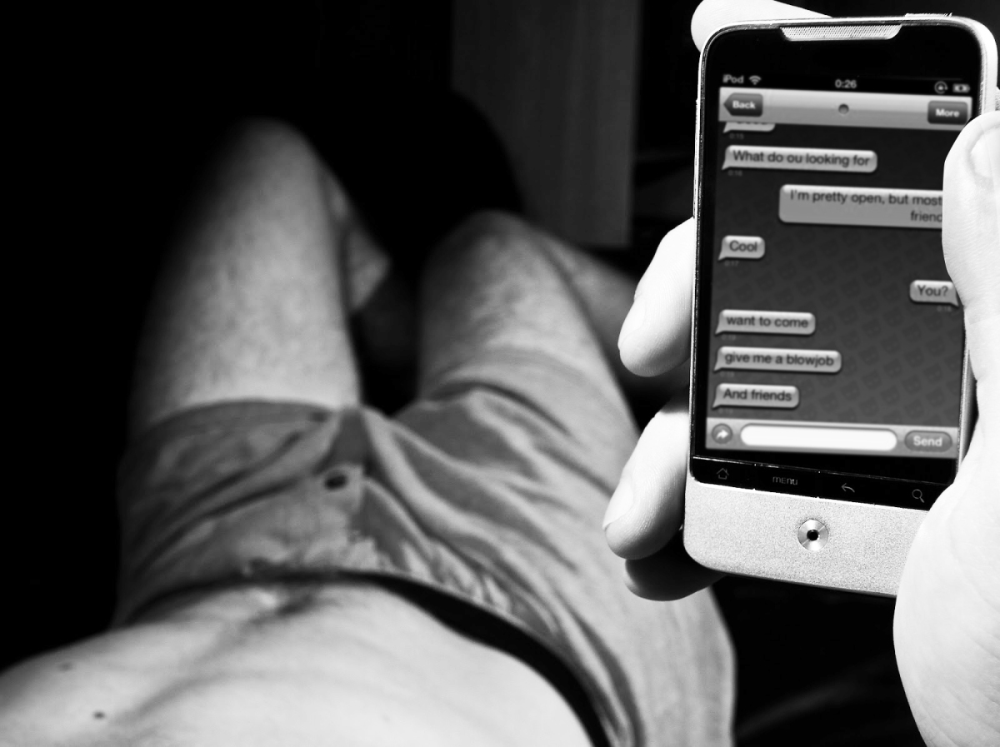 iPod 0:26
Back More
What do ou looking for
I'm pretty open, but most
friend
Cool
You?
want to come
give me a blowjob
And friends
Send
menu